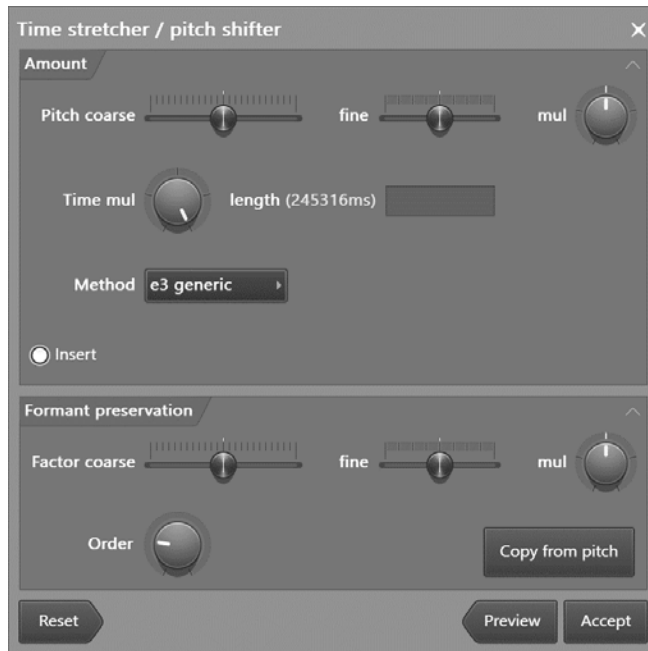 Time stretcher / pitch shifter
Amount
Pitch coarse fine mul
Time mul length (245316ms)
Method e3 generic
Insert
Formant preservation
Factor coarse fine mul
Order Copy from pitch
Reset Preview Accept